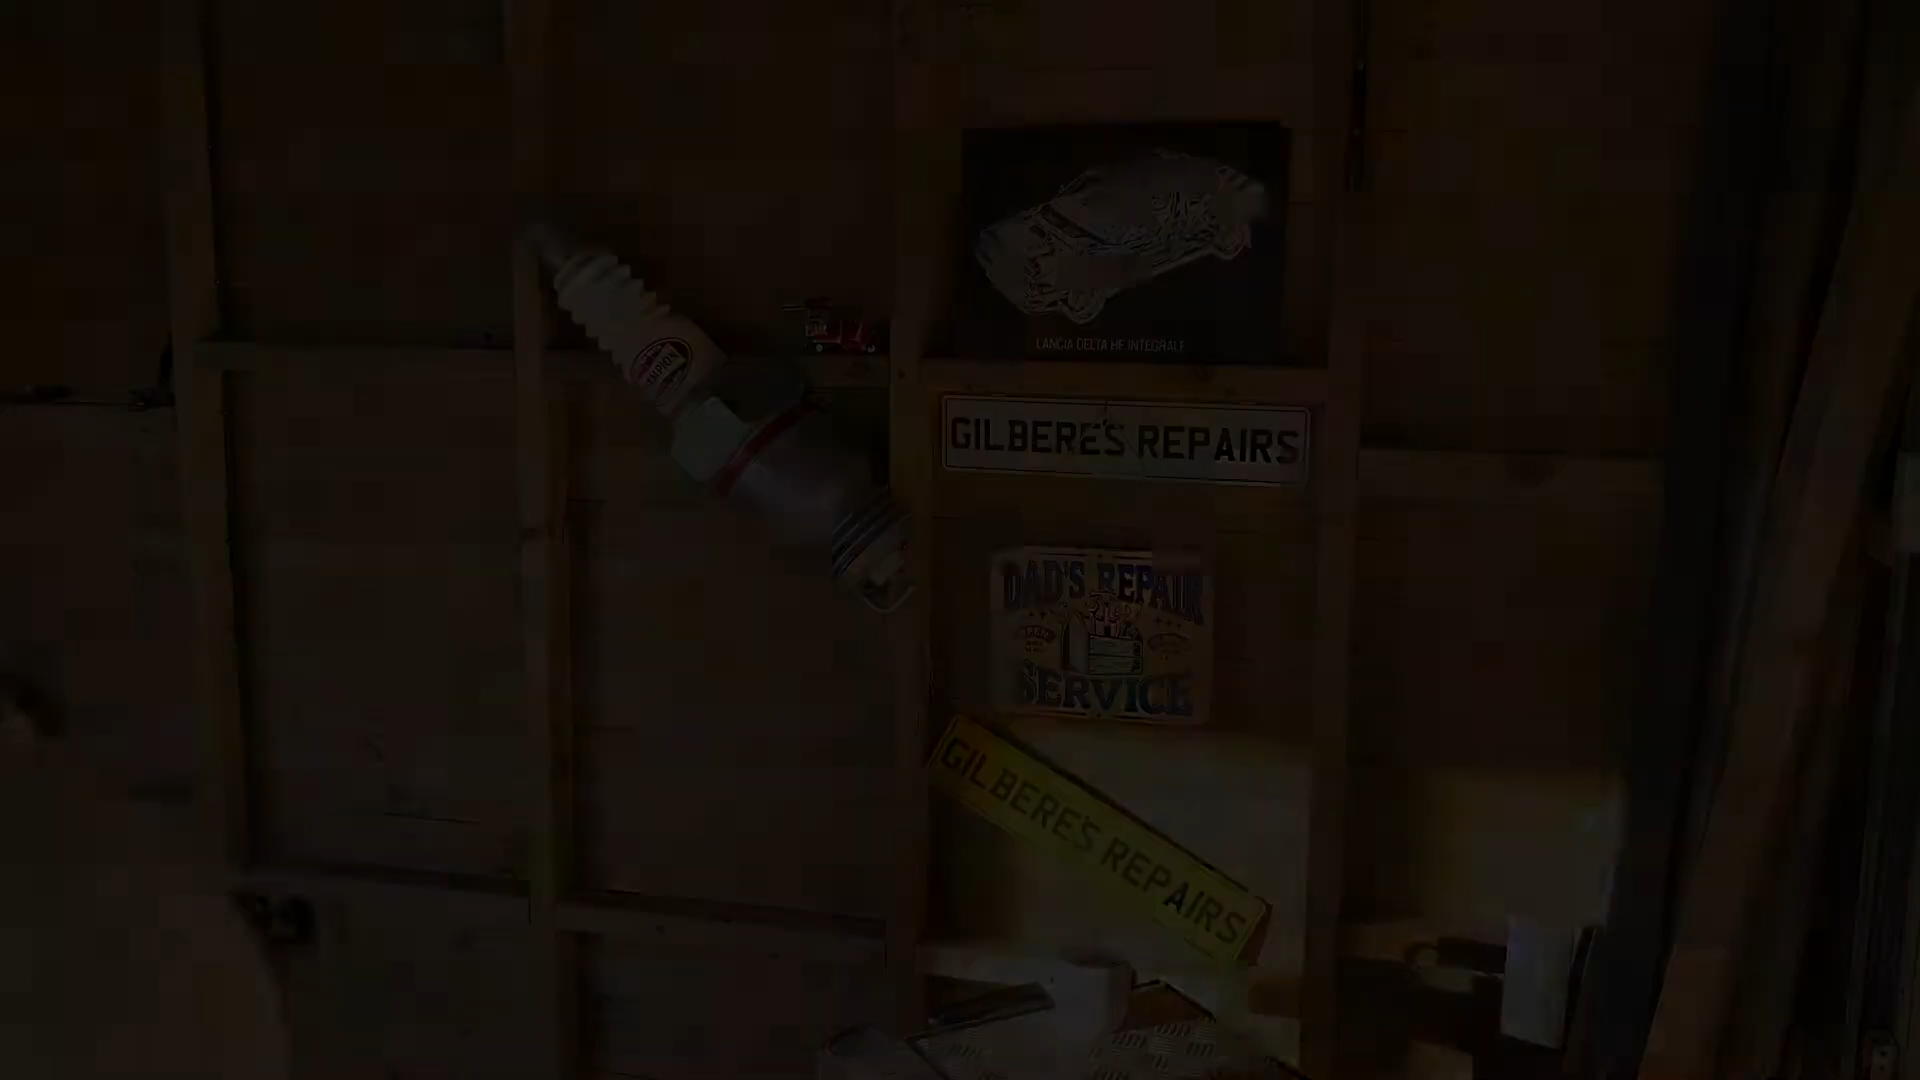 LANCIA DELTA HF INTEGRALE
GILBERE'S REPAIRS
DAD'S REPAIR
SERVICE
GILBERE'S REPAIRS